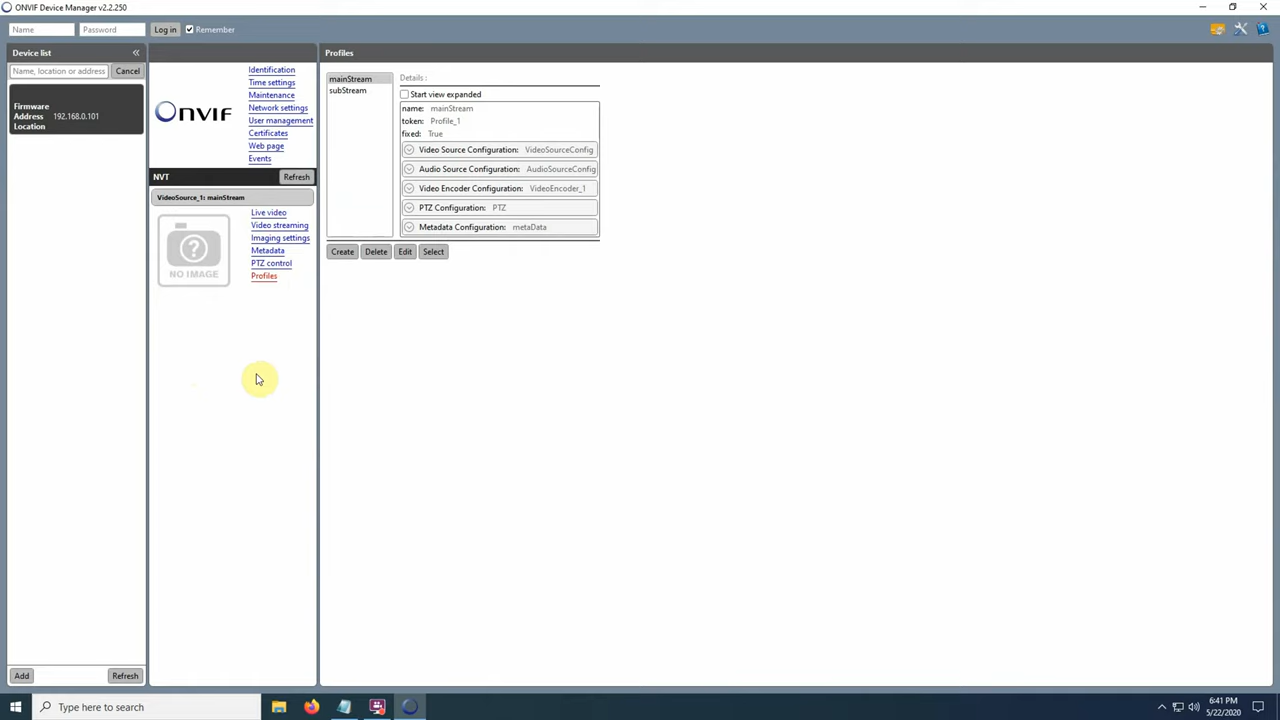 ONVIF Device Manager v2.2.250
Name Password Log in Remember
Device list
Name, location or address Cancel
Firmware
Address 192.168.0.101
Location
Add Refresh
ONVIF
Identification
Time settings
Maintenance
Network settings
User management
Certificates
Web page
Events
NVT Refresh
VideoSource_1: mainStream
NO IMAGE
Live video
Video streaming
Imaging settings
Metadata
PTZ control
Profiles
Profiles
mainStream
subStream
Details :
Start view expanded
name: mainStream
token: Profile_1
fixed: True
Video Source Configuration: VideoSourceConfig
Audio Source Configuration: AudioSourceConfig
Video Encoder Configuration: VideoEncoder_1
PTZ Configuration: PTZ
Metadata Configuration: metaData
Create Delete Edit Select
Type here to search
6:41 PM
5/22/2020